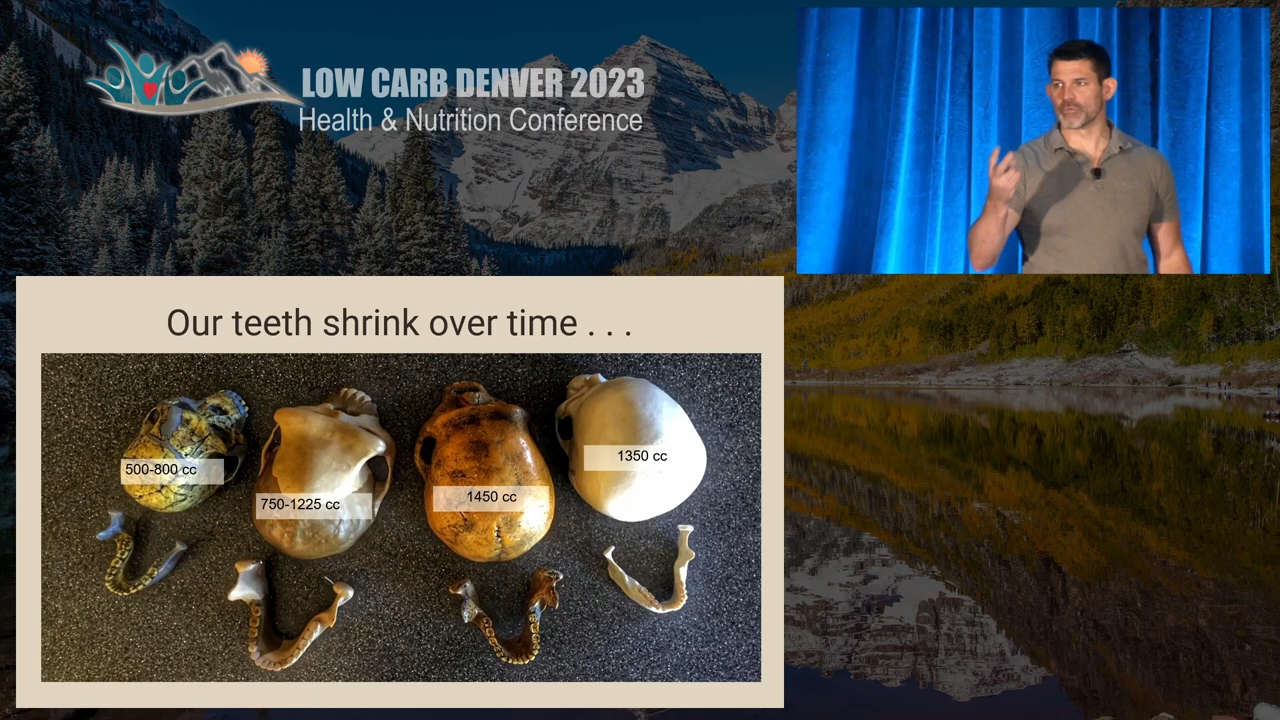 LOW CARB DENVER 2023
Health & Nutrition Conference
Our teeth shrink over time . . .
500-800 cc
750-1225 cc
1450 cc
1350 cc